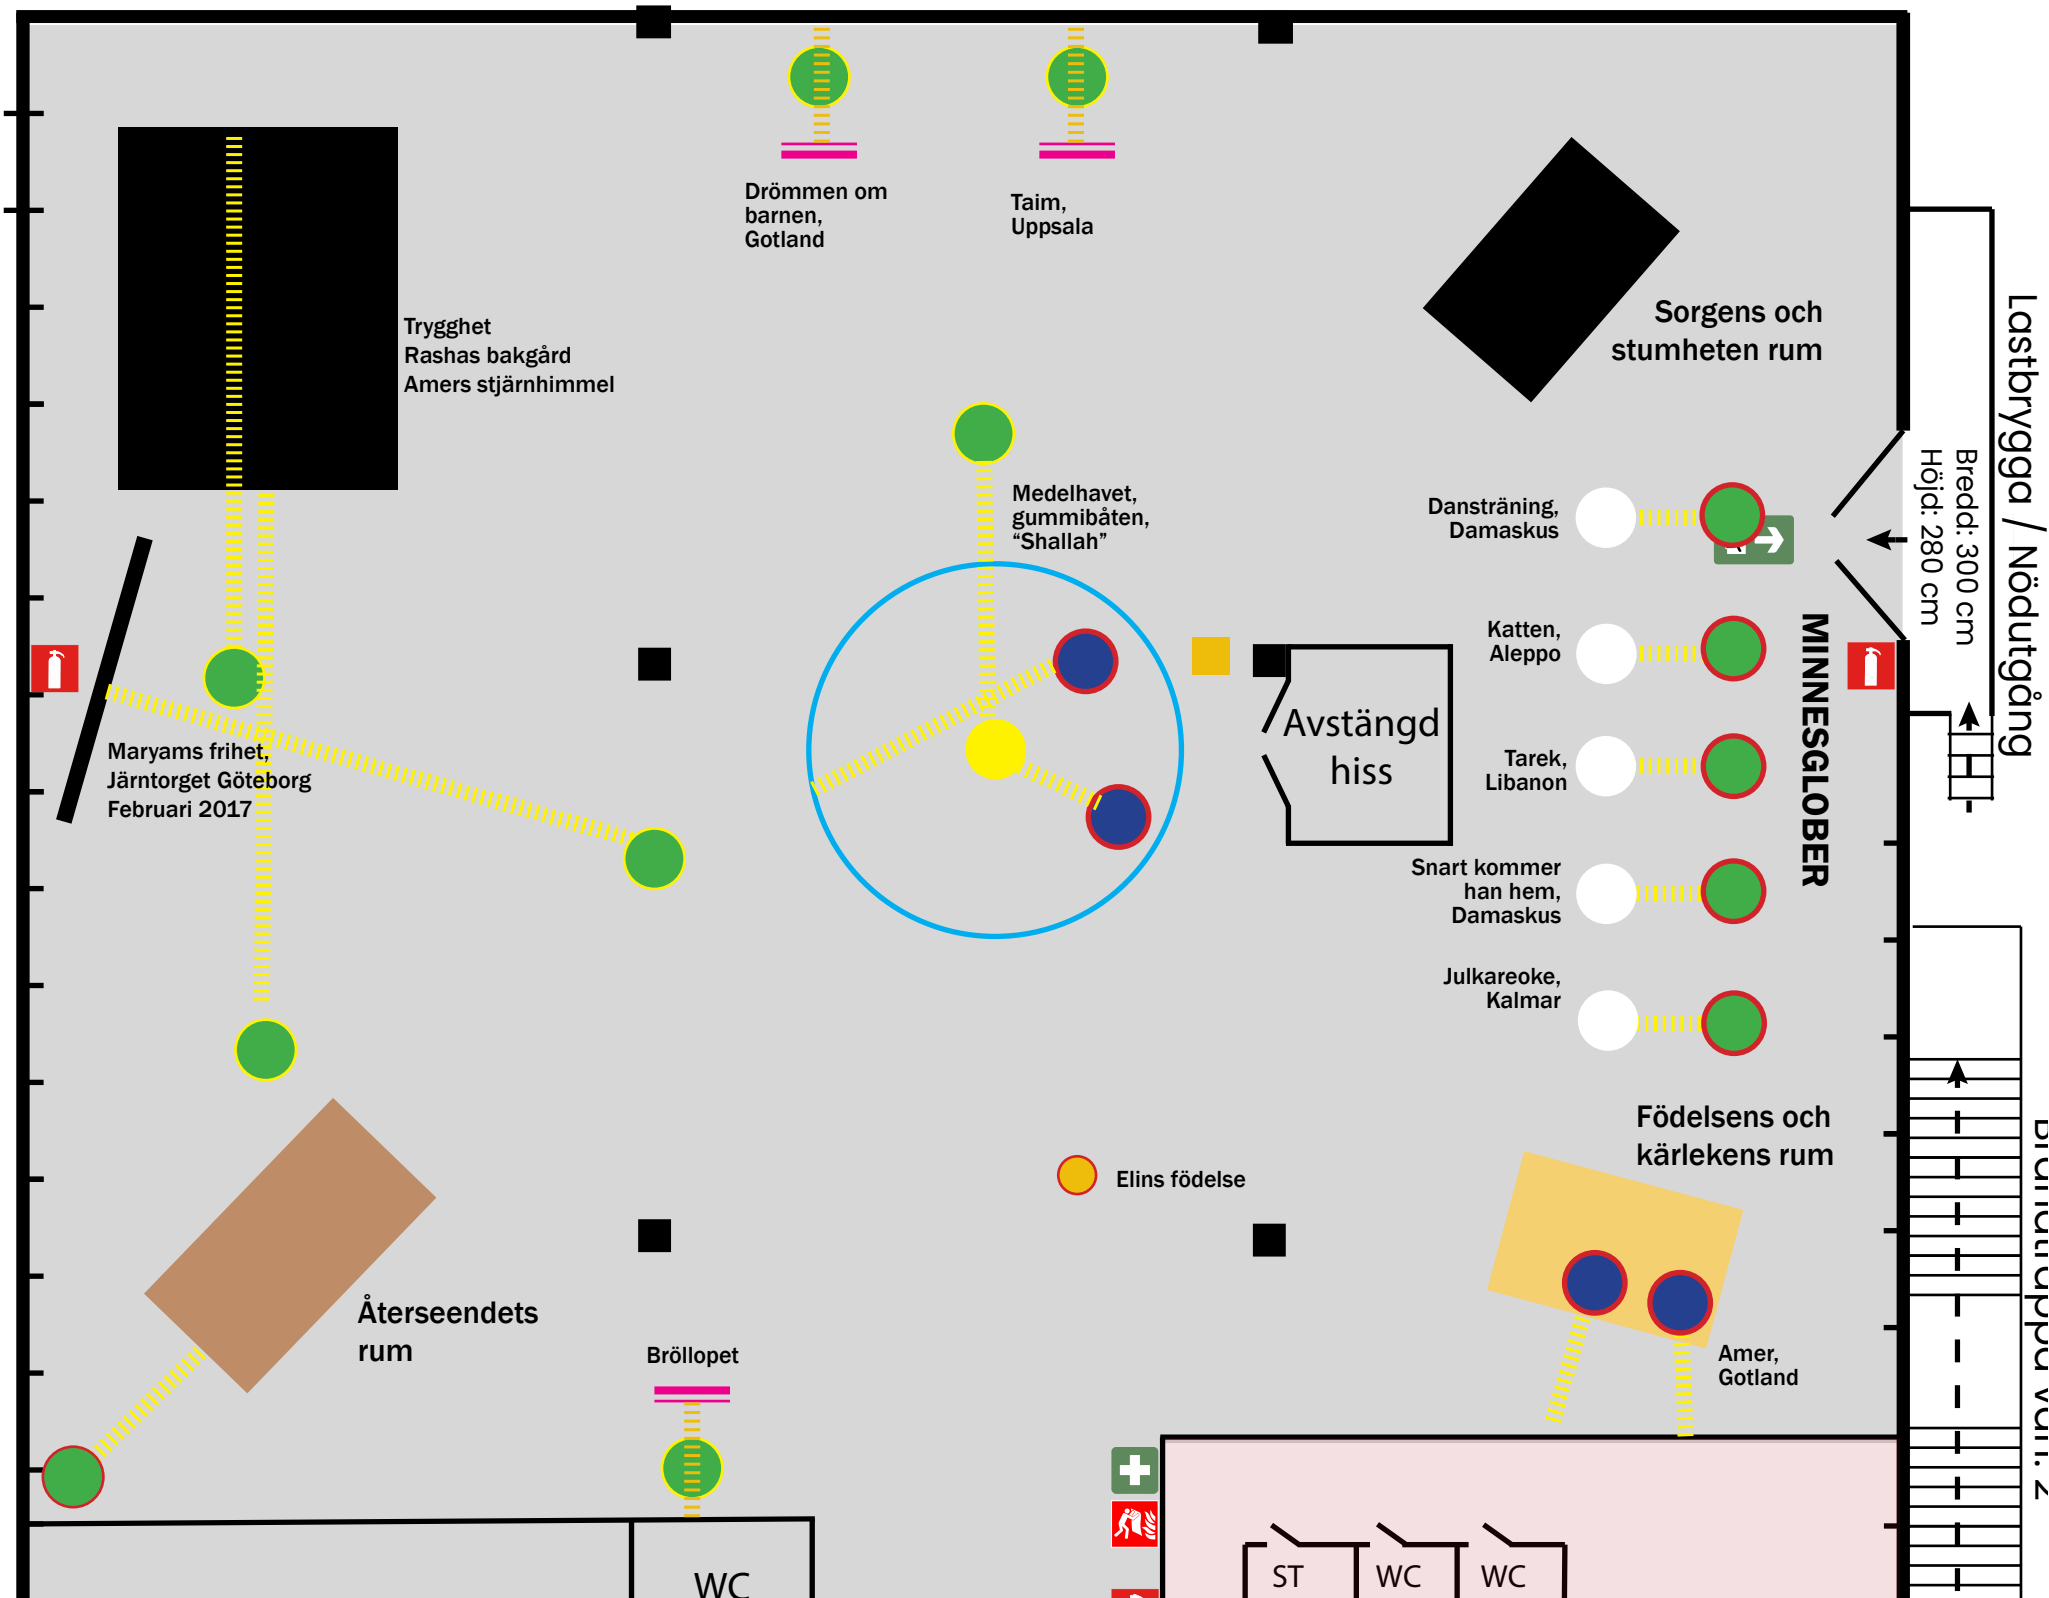 Drömmen om
barnen,
Gotland
Taim,
Uppsala
Trygghet
Rashas bakgård
Amers stjärnhimmel
Sorgens och
stumheten rum
Lastbrygga / Nödutgång
Bredd: 300 cm
Höjd: 280 cm
Medelhavet,
gummibåten,
“Shallah”
Dansträning,
Damaskus
Katten,
Aleppo
Tarek,
Libanon
Snart kommer
han hem,
Damaskus
Julkareoke,
Kalmar
MINNESGLOBER
Avstängd
hiss
Maryams frihet,
Järntorget Göteborg
Februari 2017
Födelsens och
kärlekens rum
Elins födelse
Återseendets
rum
Bröllopet
Amer,
Gotland
WC
ST
WC
WC